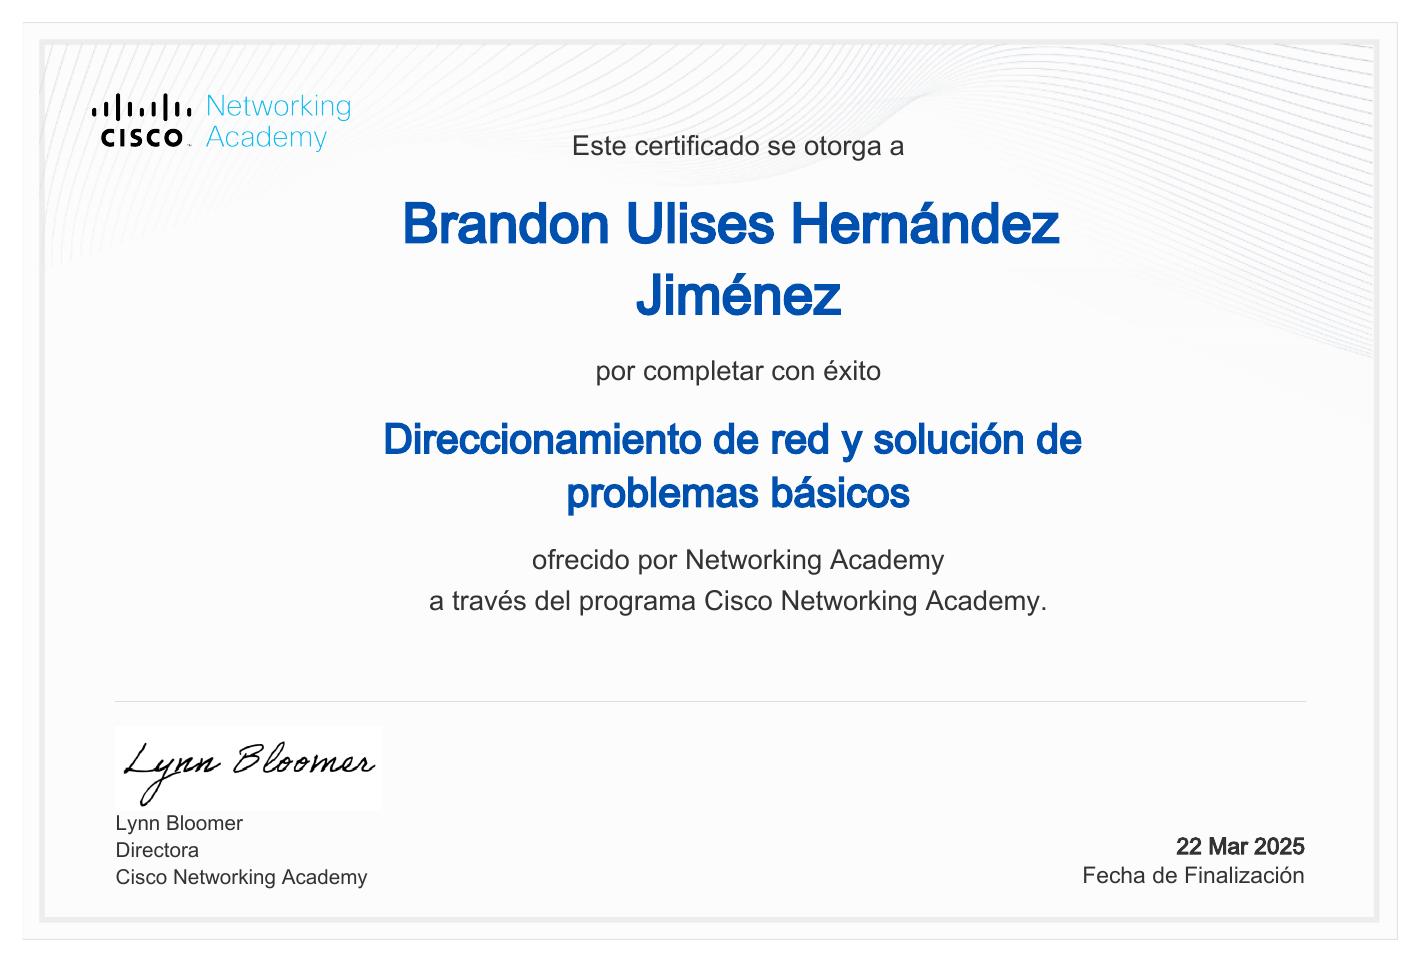 Networking
CISCO Academy
Este certificado se otorga a
Brandon Ulises Hernández
Jiménez
por completar con éxito
Direccionamiento de red y solución de
problemas básicos
ofrecido por Networking Academy
a través del programa Cisco Networking Academy.
Lynn Bloomer
Lynn Bloomer
Directora
Cisco Networking Academy
22 Mar 2025
Fecha de Finalización